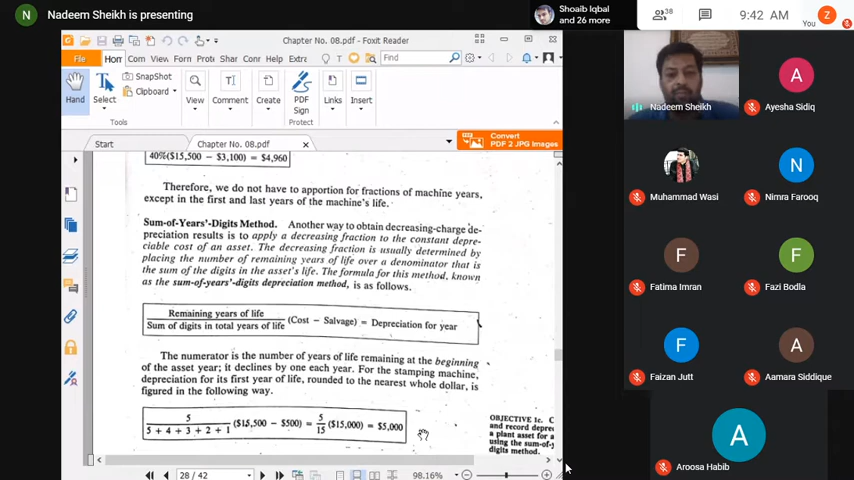 Nadeem Sheikh is presenting
Shoaib Iqbal
and 26 more
38
9:42 AM
You
Chapter No. 08.pdf - Foxit Reader
File
Hom
Com
View
Form
Prote
Share
Conr
Help
Extra
Find
Hand
Select
SnapShot
Clipboard
Tools
View
Comment
Create
PDF
Sign
Protect
Links
Insert
Start
Chapter No. 08.pdf
Convert
PDF 2 JPG Images
40%($15,500 − $3,100) = $4,960
Therefore, we do not have to apportion for fractions of machine years,
except in the first and last years of the machine's life.
Sum-of-Years'-Digits Method. Another way to obtain decreasing-charge de-
preciation results is to apply a decreasing fraction to the constant depre-
ciable cost of an asset. The decreasing fraction is usually determined by
placing the number of remaining years of life over a denominator that is
the sum of the digits in the asset's life. The formula for this method, known
as the sum-of-years'-digits depreciation method, is as follows.
Remaining years of life
Sum of digits in total years of life
(Cost − Salvage) = Depreciation for year
The numerator is the number of years of life remaining at the beginning
of the asset year; it declines by one each year. For the stamping machine,
depreciation for its first year of life, rounded to the nearest whole dollar, is
figured in the following way.
5
5 + 4 + 3 + 2 + 1
($15,500 − $500) = 5/15 ($15,000) = $5,000
OBJECTIVE 1c. C
and record depre
a plant asset for a
using the sum-of-y
digits method.
28 / 42
98.16%
Nadeem Sheikh
Ayesha Sidiq
Muhammad Wasi
Nimra Farooq
Fatima Imran
Fazi Bodla
Faizan Jutt
Aamara Siddique
Aroosa Habib